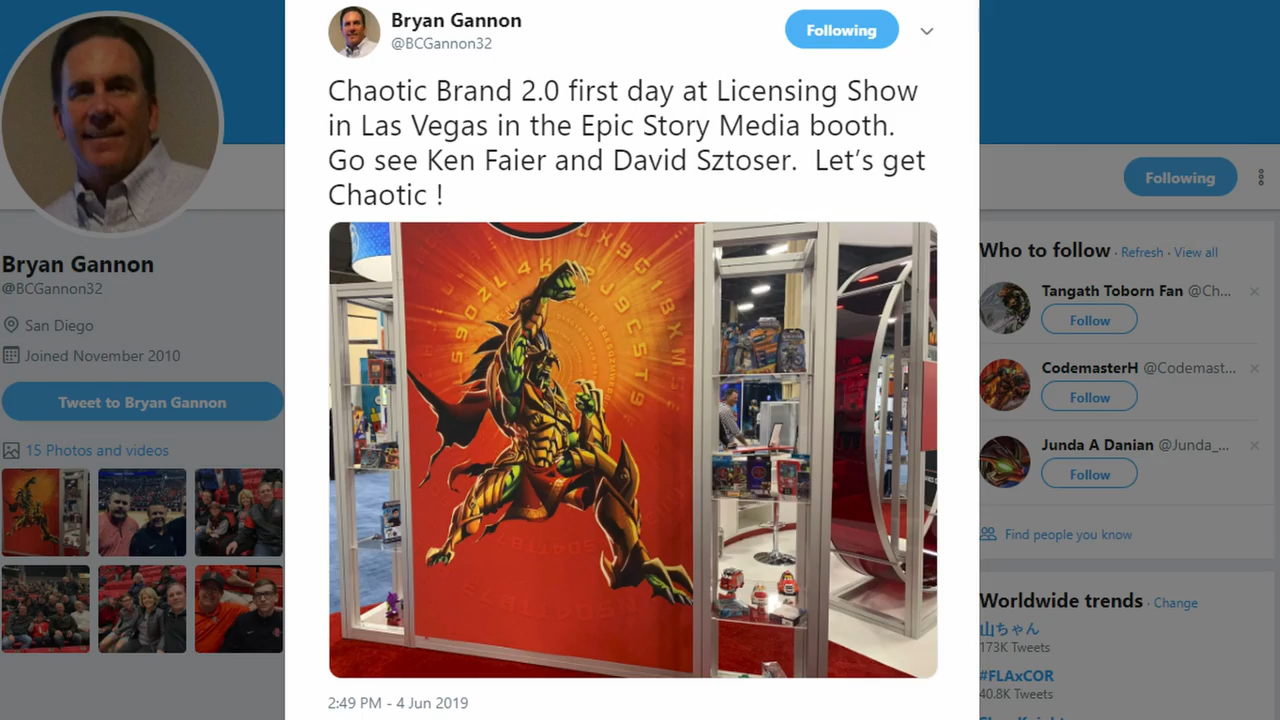 Bryan Gannon
@BCGannon32
Following
Chaotic Brand 2.0 first day at Licensing Show
in Las Vegas in the Epic Story Media booth.
Go see Ken Faier and David Sztoser.  Let's get
Chaotic !
2:49 PM - 4 Jun 2019
Bryan Gannon
@BCGannon32
San Diego
Joined November 2010
Tweet to Bryan Gannon
15 Photos and videos
Following
Who to follow · Refresh · View all
Tangath Toborn Fan @Ch...
Follow
CodemasterH @Codemast...
Follow
Junda A Danian @Junda_...
Follow
Find people you know
Worldwide trends · Change
山ちゃん
173K Tweets
#FLAxCOR
40.8K Tweets